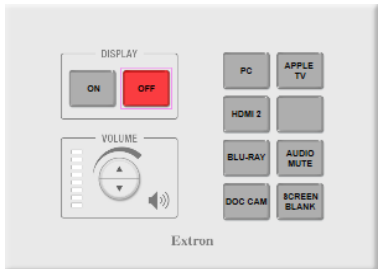 DISPLAY
ON
OFF
PC
APPLE
TV
HDMI 2
VOLUME
BLU-RAY
AUDIO
MUTE
DOC CAM
SCREEN
BLANK
Extron